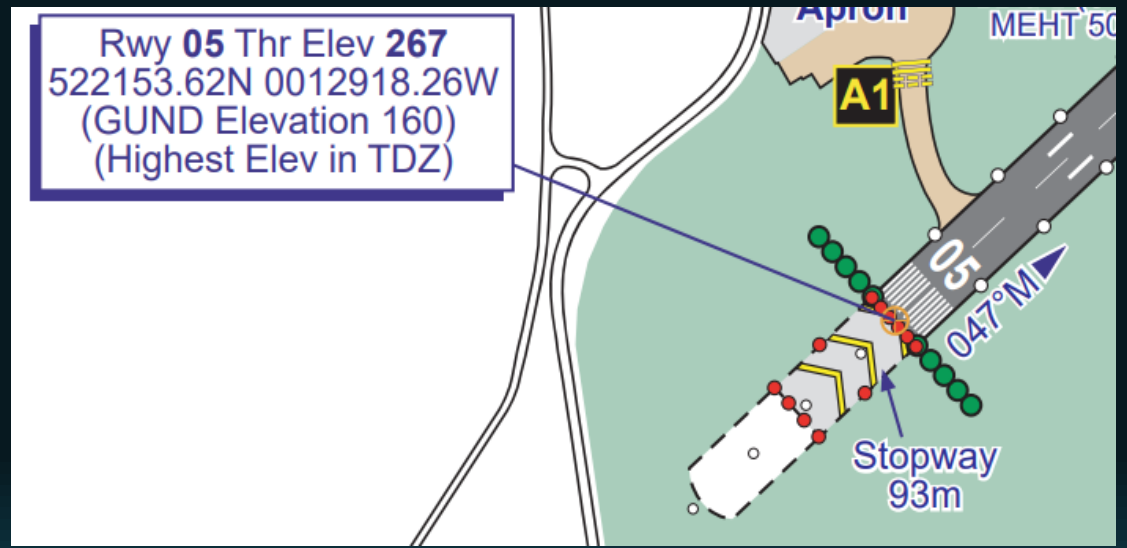 Rwy 05 Thr Elev 267
522153.62N 0012918.26W
(GUND Elevation 160)
(Highest Elev in TDZ)
Apron
MEHT 50
A1
05
047°M
Stopway
93m